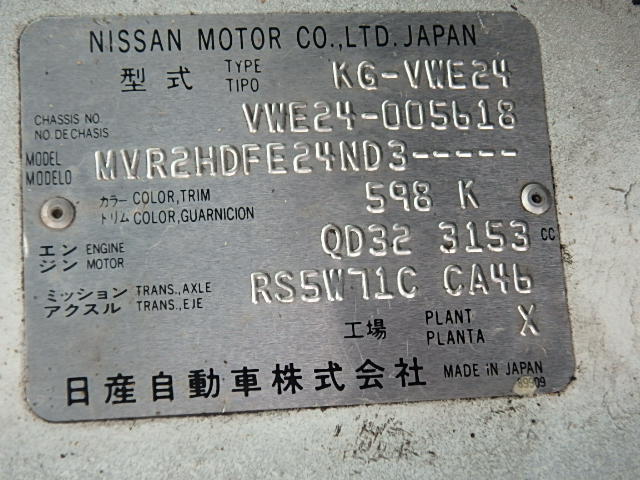 NISSAN MOTOR CO.,LTD.JAPAN
型式 TYPE TIPO KG-VWE24
CHASSIS NO. NO. DE CHASIS VWE24-005618
MODEL MODELO MVR2HDFE24ND3-----
カラー COLOR,TRIM
トリム COLOR,GUARNICION 598 K
エンジン ENGINE MOTOR QD32 3153 CC
ミッション TRANS.,AXLE
アクスル TRANS.,EJE RS5W71C CA46
工場 PLANT PLANTA X
日産自動車株式会社 MADE iN JAPAN